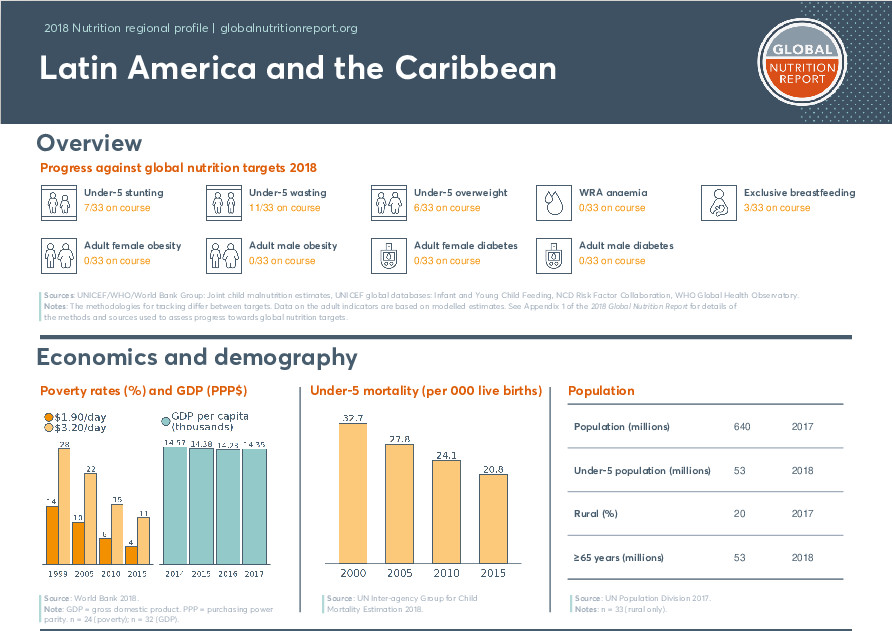 2018 Nutrition regional profile | globalnutritionreport.org
Latin America and the Caribbean
GLOBAL
NUTRITION
REPORT
Overview
Progress against global nutrition targets 2018
Under-5 stunting
7/33 on course
Under-5 wasting
11/33 on course
Under-5 overweight
6/33 on course
WRA anaemia
0/33 on course
Exclusive breastfeeding
3/33 on course
Adult female obesity
0/33 on course
Adult male obesity
0/33 on course
Adult female diabetes
0/33 on course
Adult male diabetes
0/33 on course
Sources: UNICEF/WHO/World Bank Group: Joint child malnutrition estimates, UNICEF global databases: Infant and Young Child Feeding, NCD Risk Factor Collaboration, WHO Global Health Observatory.
Notes: The methodologies for tracking differ between targets. Data on the adult indicators are based on modelled estimates. See Appendix 1 of the 2018 Global Nutrition Report for details of
the methods and sources used to assess progress towards global nutrition targets.
Economics and demography
Poverty rates (%) and GDP (PPP$)
$1.90/day
$3.20/day
GDP per capita
(thousands)
14 28 10 22 6 15 4 11
14.57 14.38 14.23 14.35
1999 2005 2010 2015
2014 2015 2016 2017
Source: World Bank 2018.
Note: GDP = gross domestic product. PPP = purchasing power
parity. n = 24 (poverty); n = 32 (GDP).
Under-5 mortality (per 000 live births)
32.7
27.8
24.1
20.8
2000 2005 2010 2015
Source: UN Inter-agency Group for Child
Mortality Estimation 2018.
Population
Population (millions) 640 2017
Under-5 population (millions) 53 2018
Rural (%) 20 2017
≥65 years (millions) 53 2018
Source: UN Population Division 2017.
Notes: n = 33 (rural only).